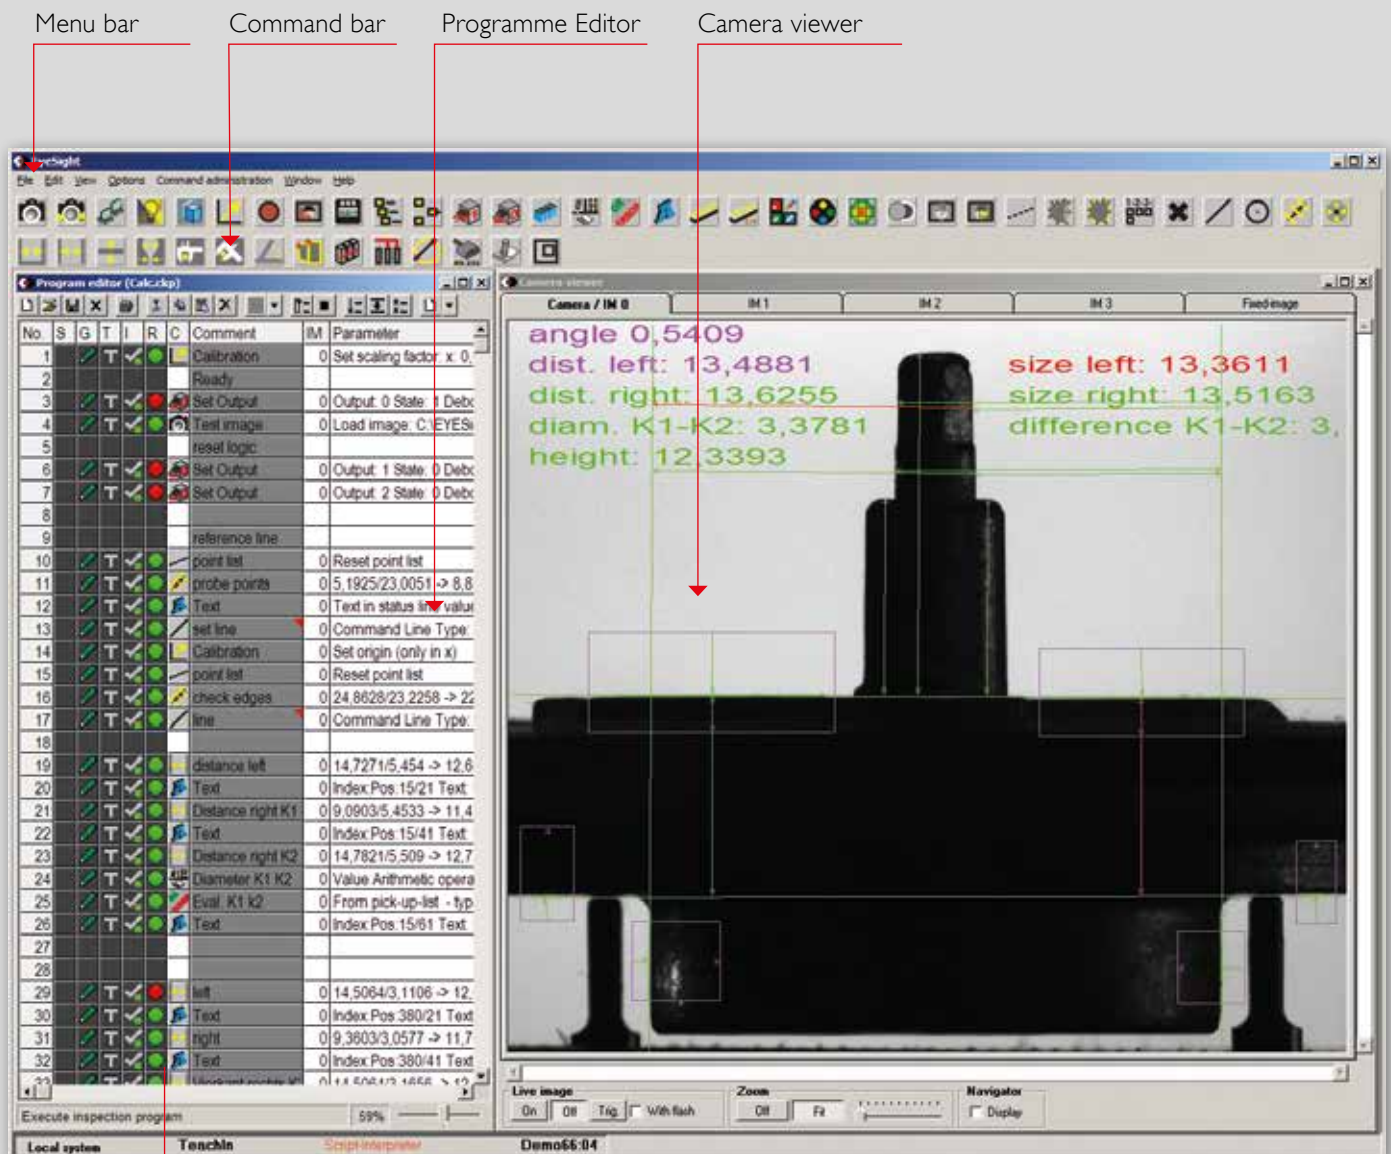 Menu bar Command bar Programme Editor Camera viewer
EyeSight
File Edit View Options Command administration Window Help
Program editor (Calc.ckp)
Camera viewer
Camera / IM 0 IM 1 IM 2 IM 3 Fixed image
No. S G T I R C Comment IM Parameter
1 Calibration 0 Set scaling factor: x: 0,
2 Ready
3 Set Output 0 Output: 0 State: 1 Debo
4 Test image 0 Load image: C:\EYESi
5 reset logic
6 Set Output 0 Output: 1 State: 0 Debo
7 Set Output 0 Output: 2 State: 0 Debo
8
9 reference line
10 point list 0 Reset point list
11 probe points 0 5,1925/23,0051 -> 8,8
12 Text 0 Text in status line value
13 set line 0 Command Line Type:
14 Calibration 0 Set origin (only in x)
15 point list 0 Reset point list
16 check edges 0 24,8628/23,2258 -> 22
17 line 0 Command Line Type:
18
19 distance left 0 14,7271/5,454 -> 12,6
20 Text 0 Index:Pos:15/21 Text:
21 Distance right K1 0 9,0903/5,4533 -> 11,4
22 Text 0 Index:Pos:15/41 Text:
23 Distance right K2 0 14,7821/5,509 -> 12,7
24 Diameter K1 K2 0 Value Arithmetic opera
25 Eval. K1 k2 0 From pick-up-list - typ
26 Text 0 Index:Pos:15/61 Text:
27
28
29 left 0 14,5064/3,1106 -> 12,
30 Text 0 Index:Pos:380/21 Text
31 right 0 9,3603/3,0577 -> 11,7
32 Text 0 Index:Pos:380/41 Text
33 0 14,5061/3,1656 -> 12
angle 0,5409
dist. left: 13,4881 size left: 13,3611
dist. right: 13,6255 size right: 13,5163
diam. K1-K2: 3,3781 difference K1-K2: 3,
height: 12,3393
Execute inspection program 59%
Live image Zoom Navigator
On Off Trig. With flash Off Fit Display
Local system TeachIn Script-Interpreter Demo66:04